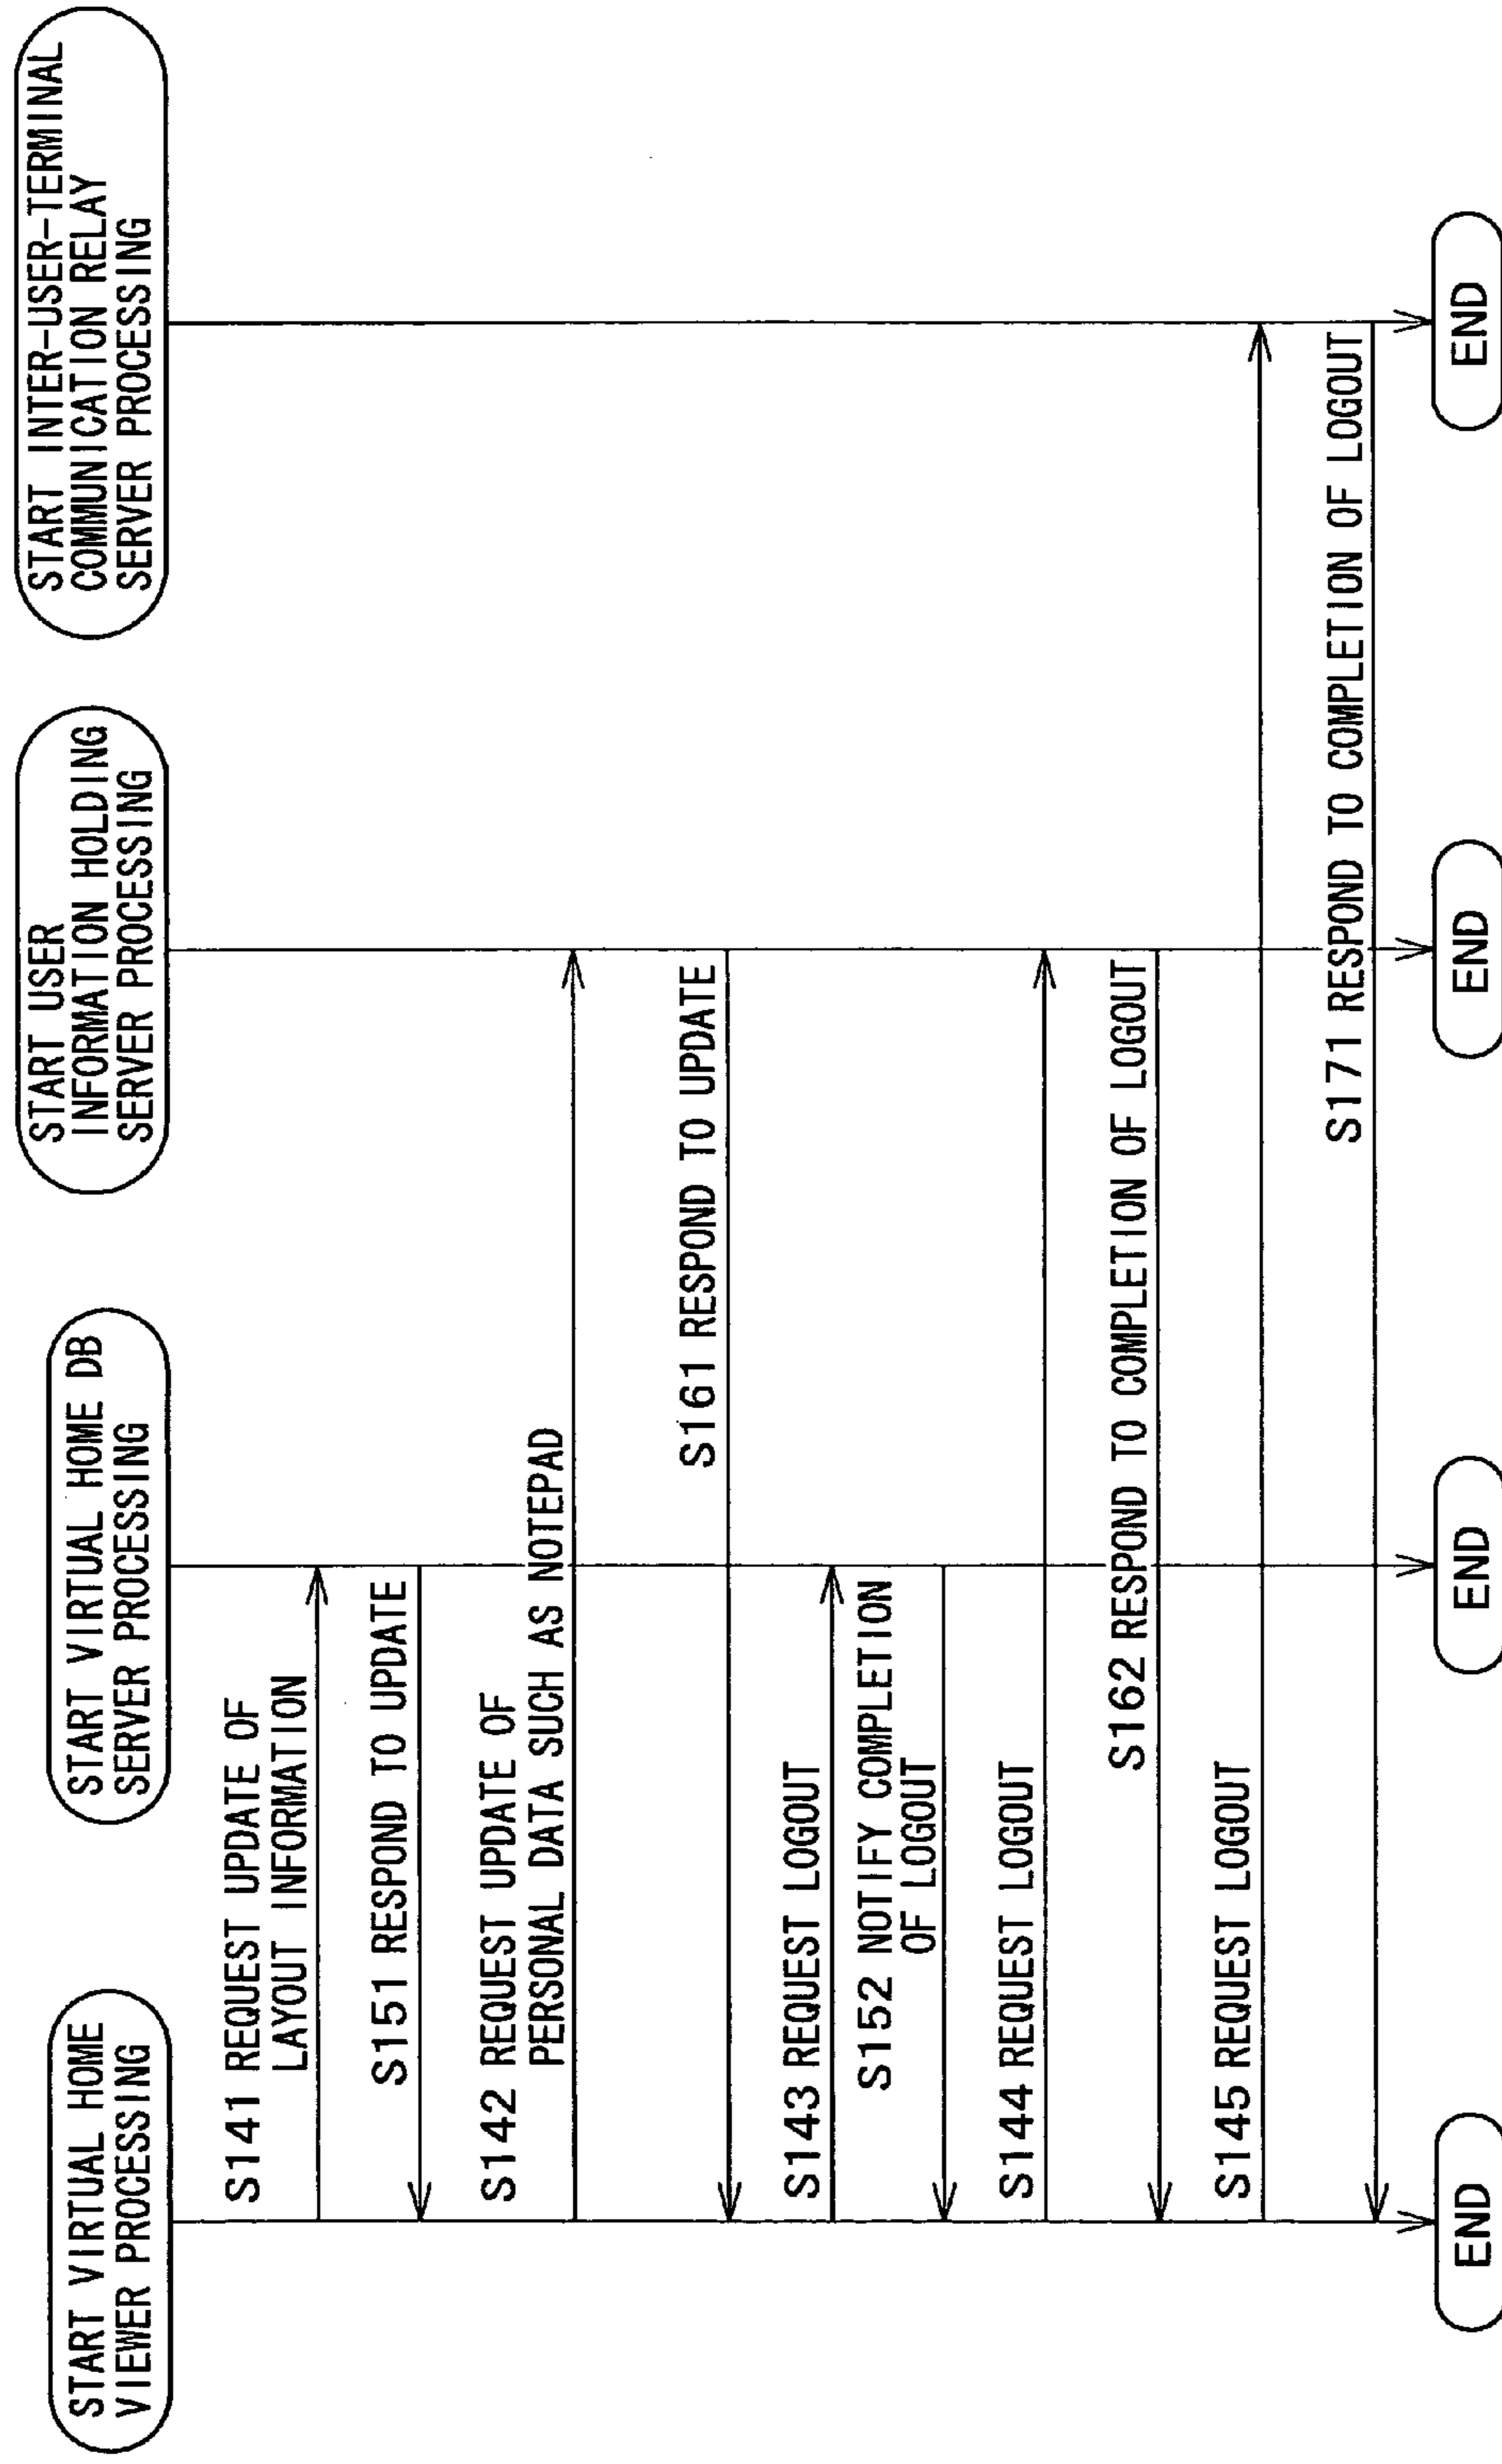 START VIRTUAL HOME
VIEWER PROCESSING
START VIRTUAL HOME DB
SERVER PROCESSING
START USER
INFORMATION HOLDING
SERVER PROCESSING
START INTER-USER-TERMINAL
COMMUNICATION RELAY
SERVER PROCESSING
S141 REQUEST UPDATE OF
LAYOUT INFORMATION
S151 RESPOND TO UPDATE
S142 REQUEST UPDATE OF
PERSONAL DATA SUCH AS NOTEPAD
S161 RESPOND TO UPDATE
S143 REQUEST LOGOUT
S152 NOTIFY COMPLETION
OF LOGOUT
S144 REQUEST LOGOUT
S162 RESPOND TO COMPLETION OF LOGOUT
S145 REQUEST LOGOUT
S171 RESPOND TO COMPLETION OF LOGOUT
END
END
END
END